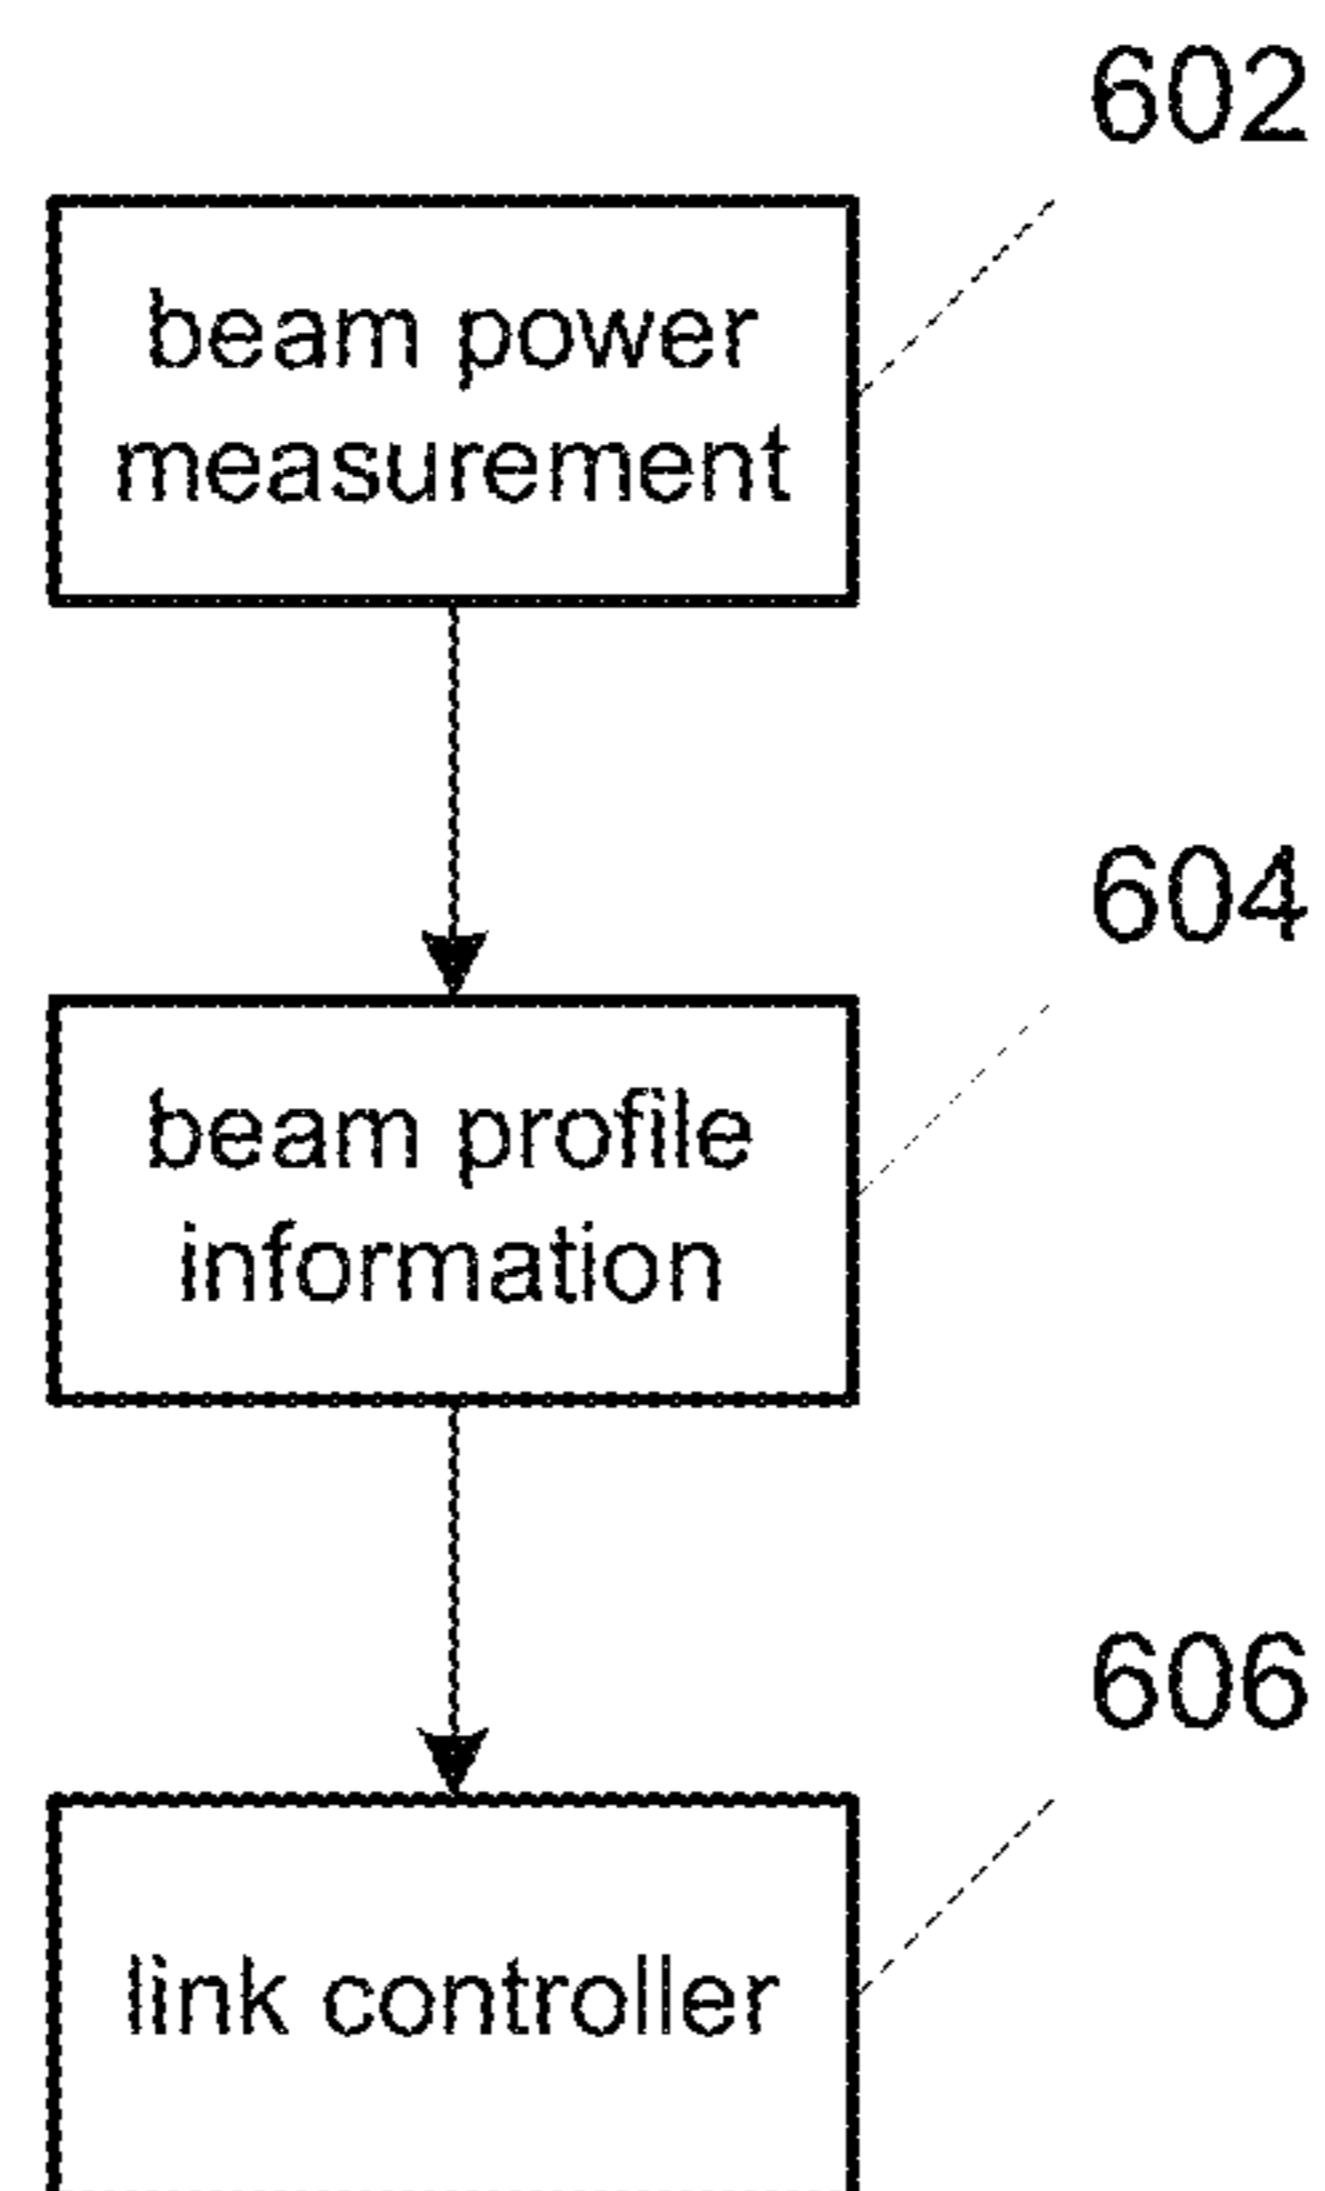 602
beam power
measurement
604
beam profile
information
606
link controller